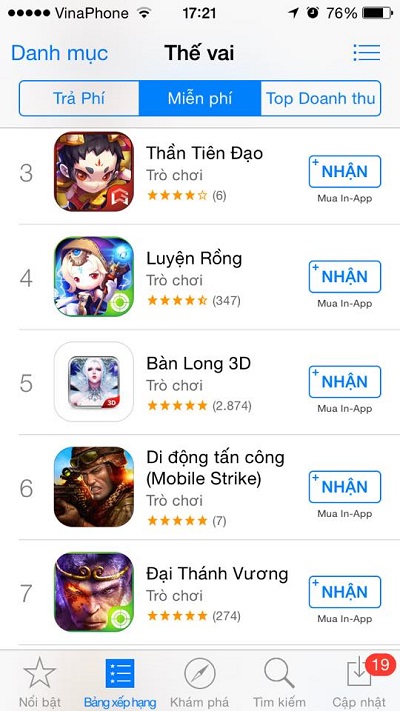 VinaPhone 17:21 76%
Danh mục Thế vai
Trả Phí Miễn phí Top Doanh thu
3 Thần Tiên Đạo
Trò chơi
(6)
+ NHẬN
Mua In-App
4 Luyện Rồng
Trò chơi
(347)
+ NHẬN
Mua In-App
5 Bàn Long 3D
Trò chơi
(2.874)
3D
+ NHẬN
Mua In-App
6 Di động tấn công
(Mobile Strike)
Trò chơi
(7)
+ NHẬN
Mua In-App
7 Đại Thánh Vương
Trò chơi
(274)
+ NHẬN
Mua In-App
19
Nổi bật Bảng xếp hạng Khám phá Tìm kiếm Cập nhật